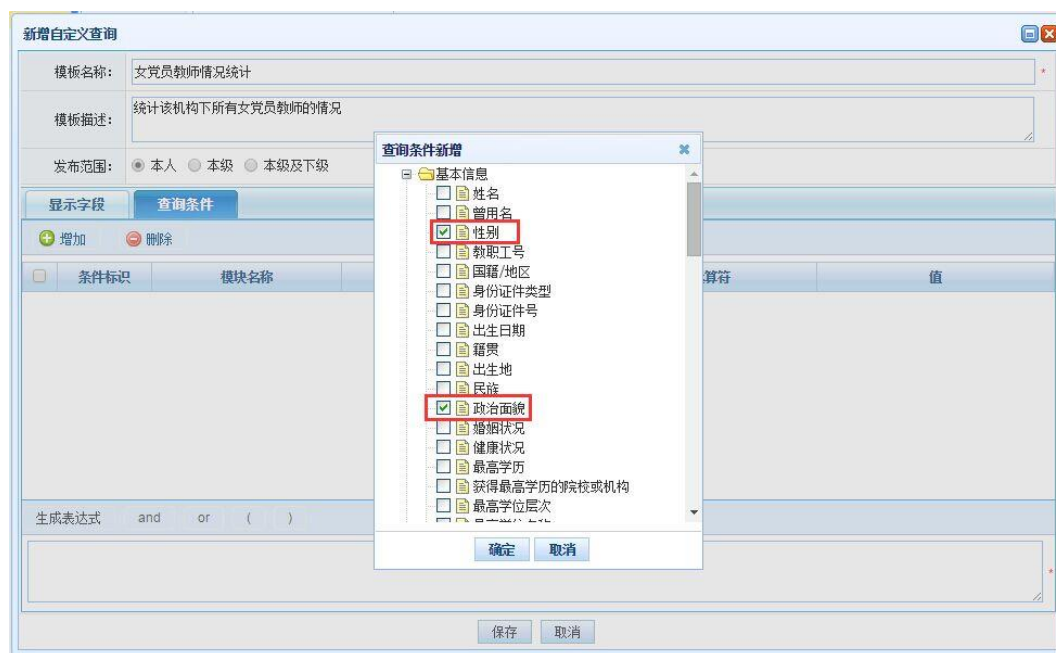 新增自定义查询
模板名称：
女党员教师情况统计
*
模板描述：
统计该机构下所有女党员教师的情况
发布范围：
本人
本级
本级及下级
显示字段
查询条件
增加
删除
条件标识
模块名称
算符
值
查询条件新增
基本信息
姓名
曾用名
性别
教职工号
国籍/地区
身份证件类型
身份证件号
出生日期
籍贯
出生地
民族
政治面貌
婚姻状况
健康状况
最高学历
获得最高学历的院校或机构
最高学位层次
确定
取消
生成表达式
and
or
(
)
*
保存
取消